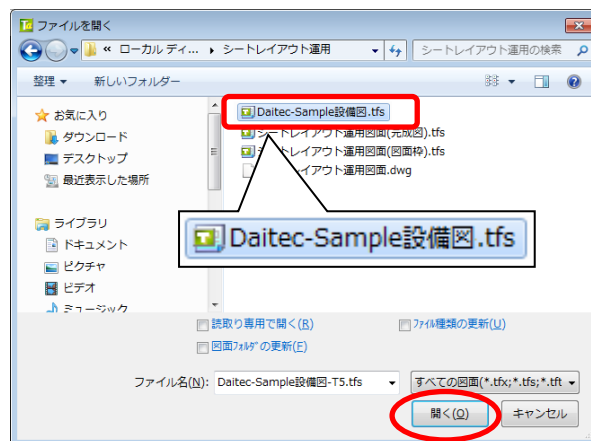 ファイルを開く
« ローカル ディ... ▸ シートレイアウト運用
シートレイアウト運用の検索
整理 ▼ 新しいフォルダー
お気に入り
ダウンロード
デスクトップ
最近表示した場所
ライブラリ
ドキュメント
ピクチャ
ビデオ
ミュージック
Daitec-Sample設備図.tfs
シートレイアウト運用図面(完成図).tfs
シートレイアウト運用図面(図面枠).tfs
レイアウト運用図面.dwg
Daitec-Sample設備図.tfs
読取り専用で開く(R)
ファイル種類の更新(U)
図面フォルダの更新(E)
ファイル名(N): Daitec-Sample設備図-T5.tfs
すべての図面(*.tfx;*.tfs;*.tft
開く(O)
キャンセル